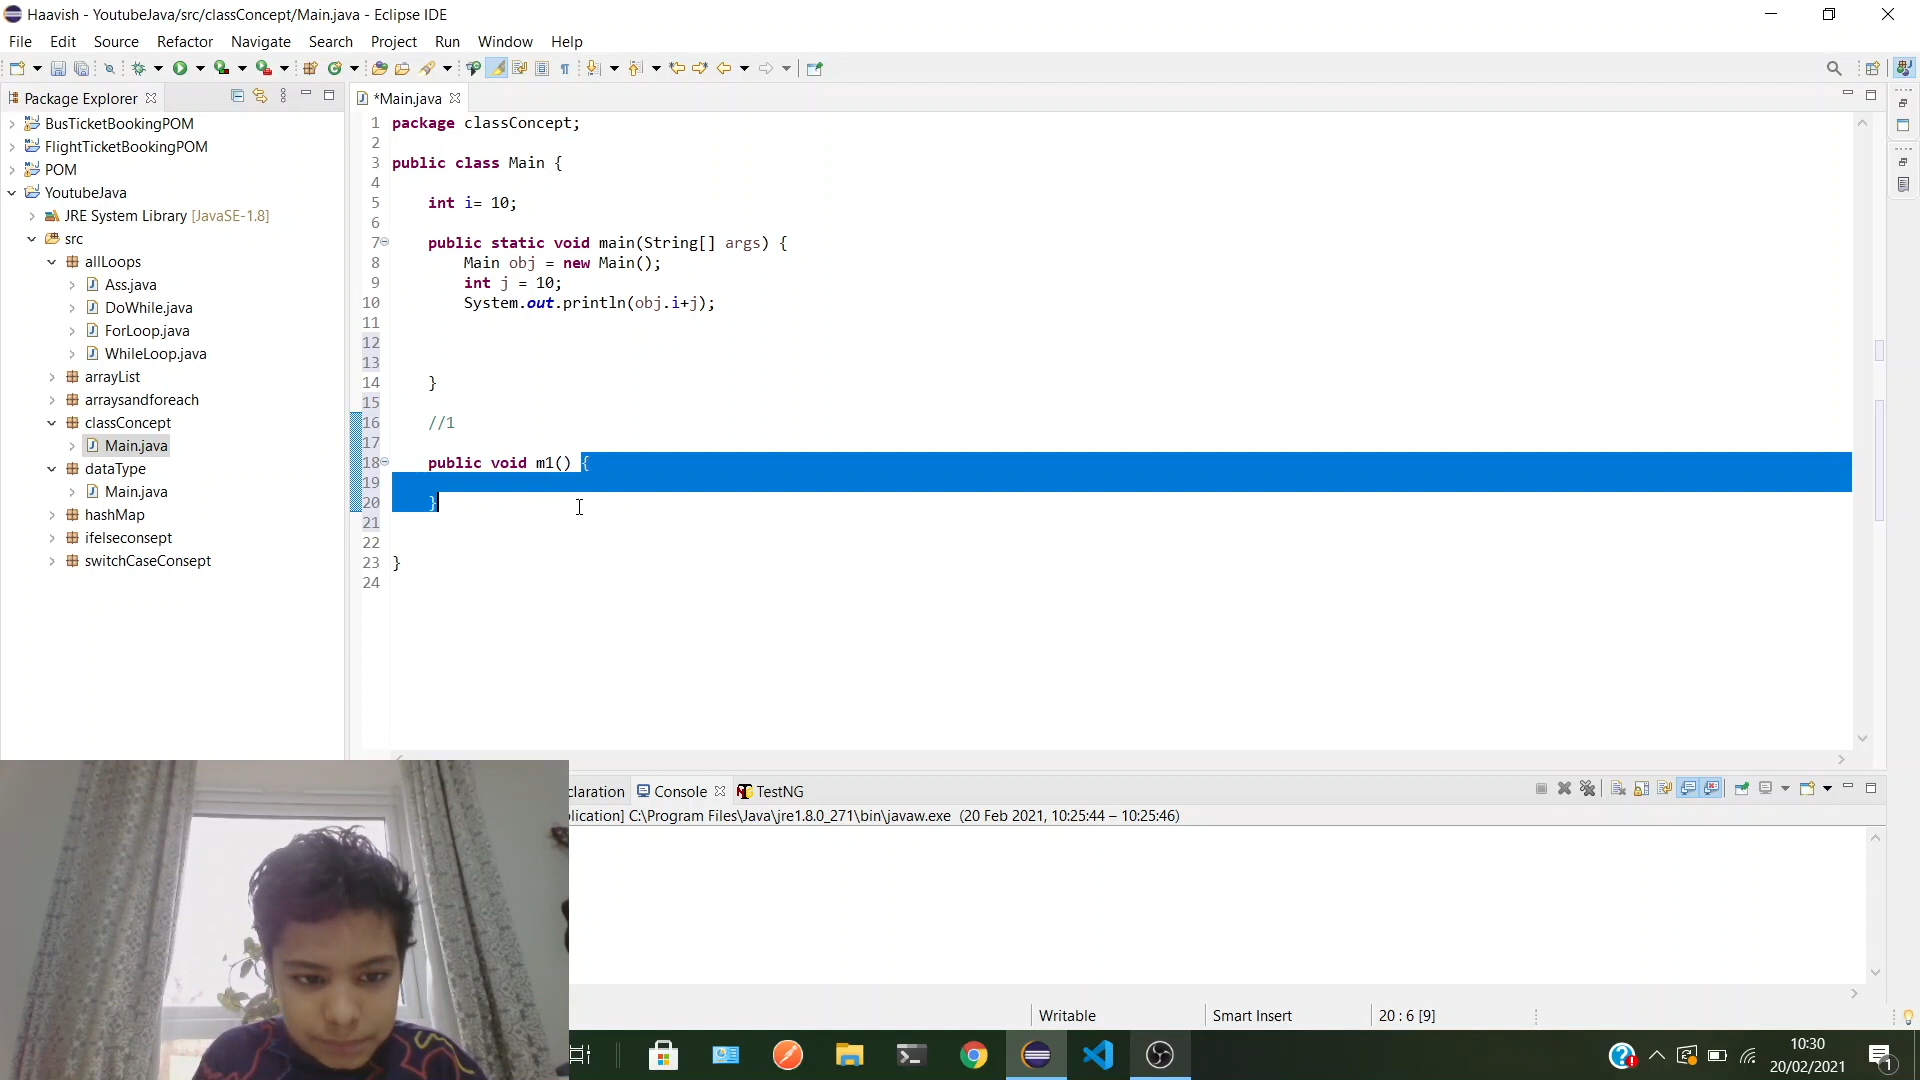 Haavish - YoutubeJava/src/classConcept/Main.java - Eclipse IDE
File Edit Source Refactor Navigate Search Project Run Window Help
Package Explorer
*Main.java
BusTicketBookingPOM
FlightTicketBookingPOM
POM
YoutubeJava
JRE System Library [JavaSE-1.8]
src
allLoops
Ass.java
DoWhile.java
ForLoop.java
WhileLoop.java
arrayList
arraysandforeach
classConcept
Main.java
dataType
Main.java
hashMap
ifelseconsept
switchCaseConsept
1 package classConcept;
2
3 public class Main {
4
5 int i= 10;
6
7 public static void main(String[] args) {
8 Main obj = new Main();
9 int j = 10;
10 System.out.println(obj.i+j);
11
12
13
14 }
15
16 //1
17
18 public void m1() {
19
20 }
21
22
23 }
24
claration Console TestNG
lication] C:\Program Files\Java\jre1.8.0_271\bin\javaw.exe (20 Feb 2021, 10:25:44 – 10:25:46)
Writable Smart Insert 20 : 6 [9]
10:30
20/02/2021
1